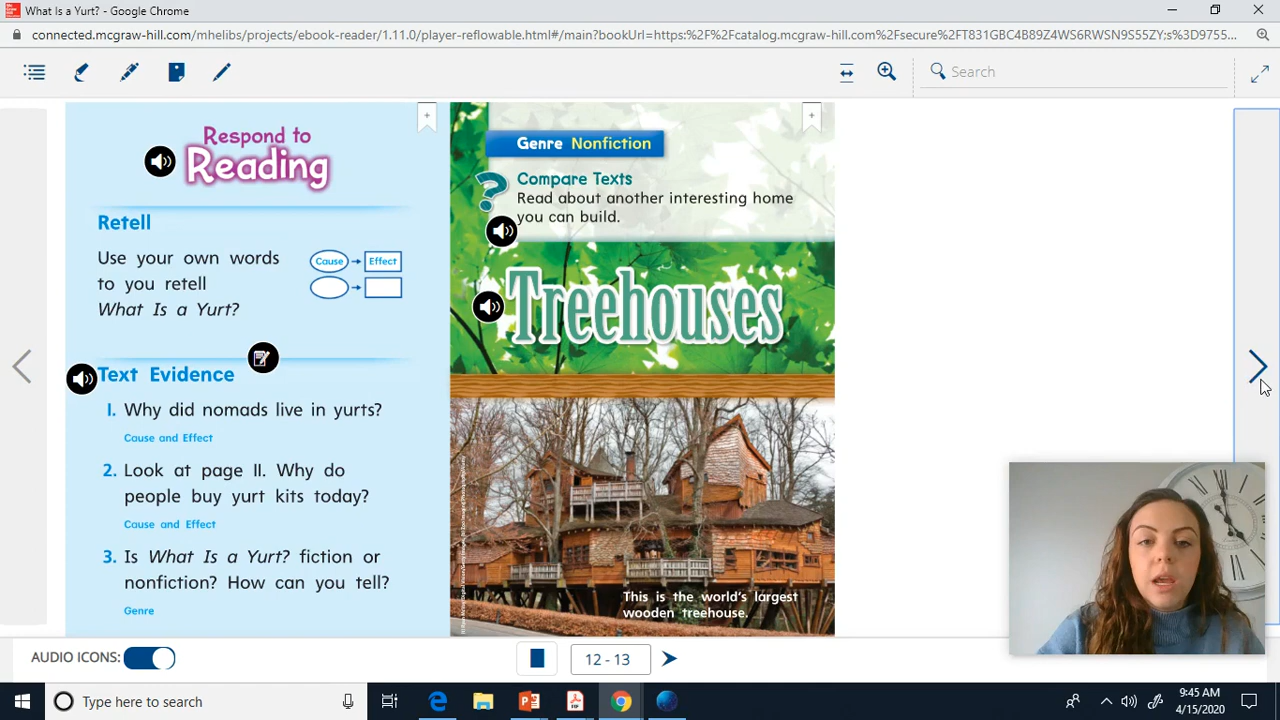 What Is a Yurt? - Google Chrome
connected.mcgraw-hill.com/mhelibs/projects/ebook-reader/1.11.0/player-reflowable.html#/main?bookUrl=https:%2F%2Fcatalog.mcgraw-hill.com%2Fsecure%2FT831GBC4B89Z4WS6RWSN9S55ZY;s%3D9755...
Search
Respond to
Reading
Retell
Use your own words
to you retell
What Is a Yurt?
Cause Effect
Text Evidence
1. Why did nomads live in yurts?
Cause and Effect
2. Look at page 11. Why do
people buy yurt kits today?
Cause and Effect
3. Is What Is a Yurt? fiction or
nonfiction? How can you tell?
Genre
Genre Nonfiction
?
Compare Texts
Read about another interesting home
you can build.
Treehouses
This is the world's largest
wooden treehouse.
AUDIO ICONS:
12 - 13
Type here to search
9:45 AM
4/15/2020